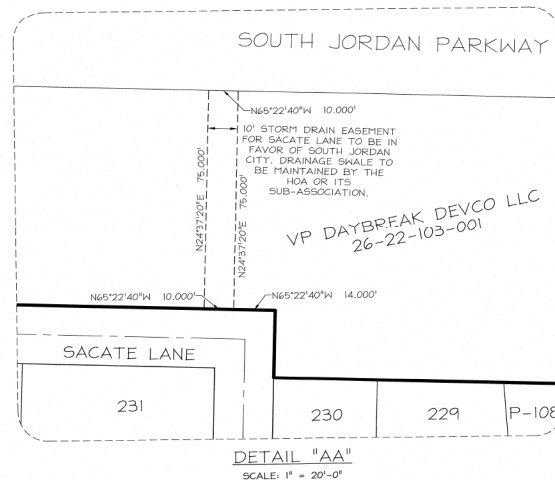 SOUTH JORDAN PARKWAY
N65°22'40"W 10.000'
10' STORM DRAIN EASEMENT
FOR SACATE LANE TO BE IN
FAVOR OF SOUTH JORDAN
CITY. DRAINAGE SWALE TO
BE MAINTAINED BY THE
HOA OR ITS
SUB-ASSOCIATION.
N24°37'20"E 75.000'
N24°37'20"E 75.000'
VP DAYBREAK DEVCO LLC
26-22-103-001
N65°22'40"W 10.000'
N65°22'40"W 14.000'
SACATE LANE
231
230
229
P-108
DETAIL "AA"
SCALE: 1" = 20'-0"